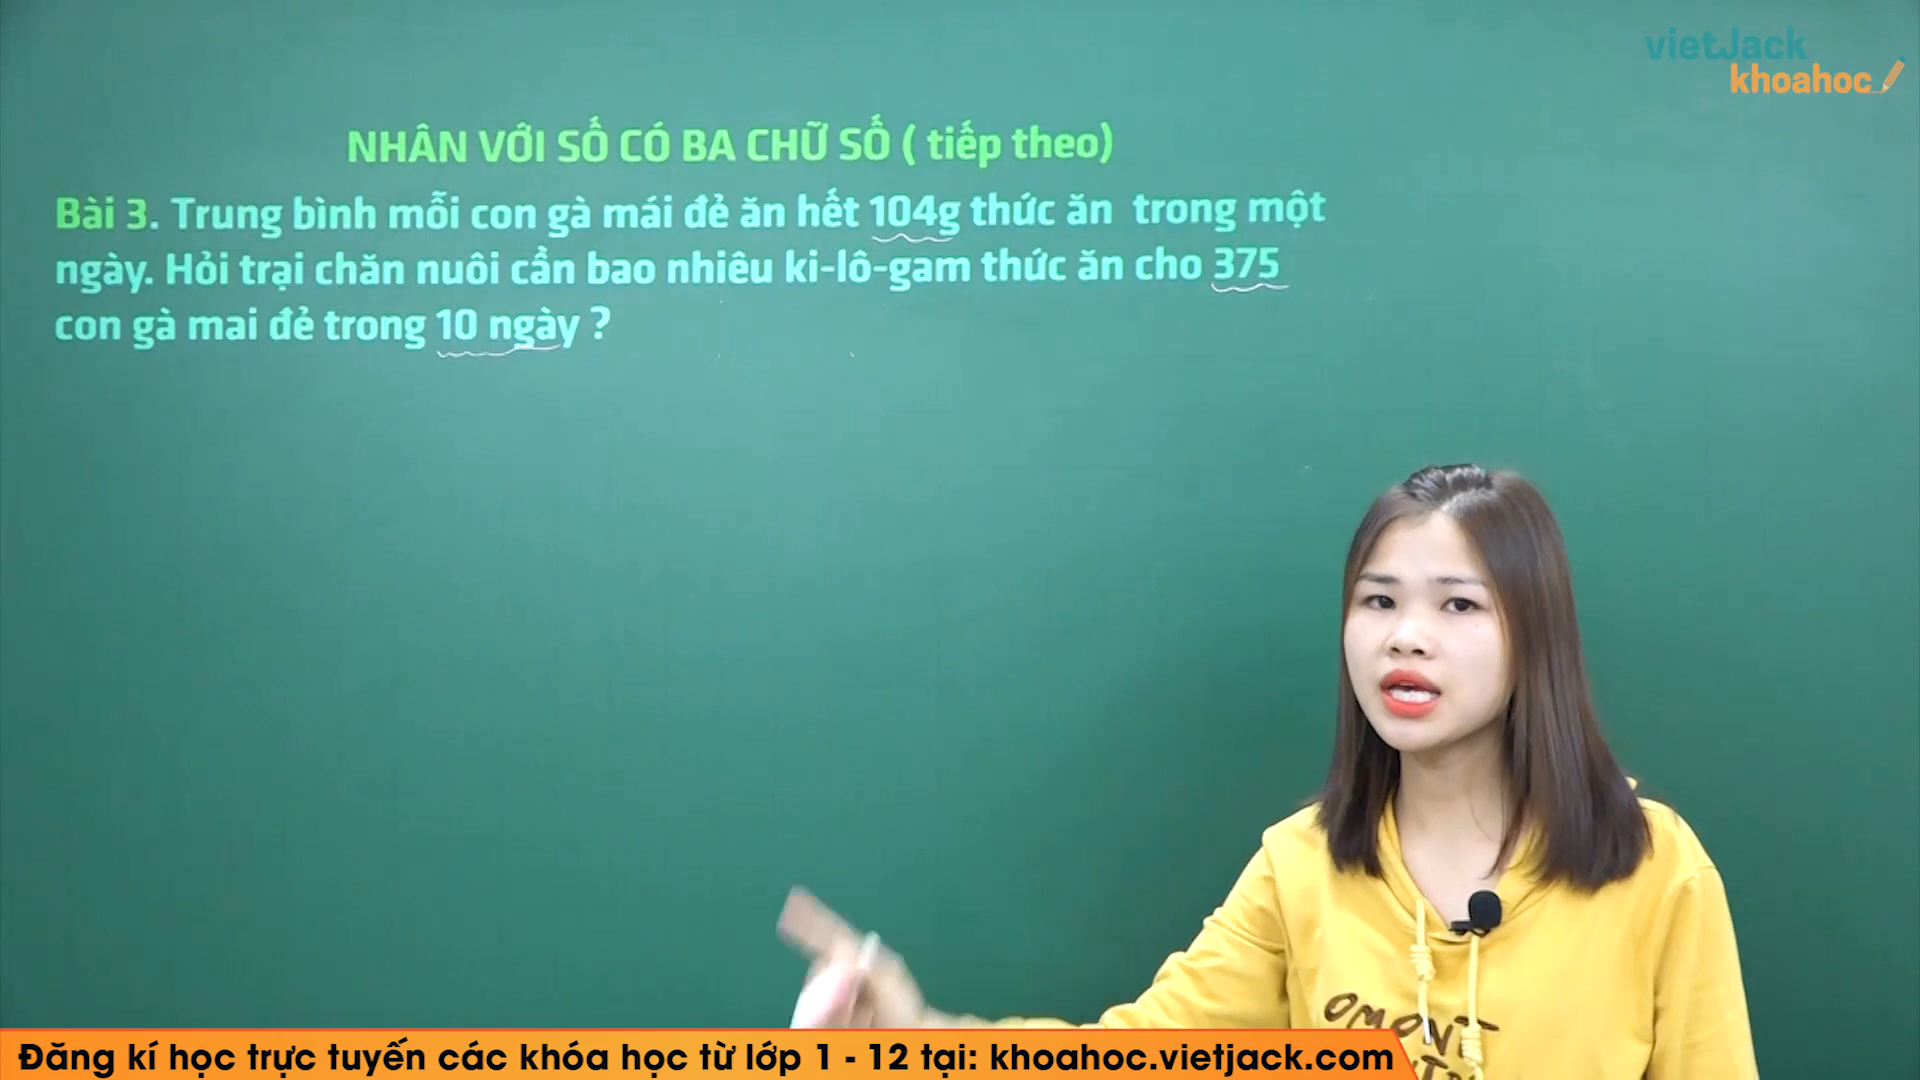 vietJack
khoahoc
NHÂN VỚI SỐ CÓ BA CHỮ SỐ ( tiếp theo)
Bài 3. Trung bình mỗi con gà mái đẻ ăn hết 104g thức ăn trong một
ngày. Hỏi trại chăn nuôi cần bao nhiêu ki-lô-gam thức ăn cho 375
con gà mai đẻ trong 10 ngày ?
OMONT
Đăng kí học trực tuyến các khóa học từ lớp 1 - 12 tại: khoahoc.vietjack.com